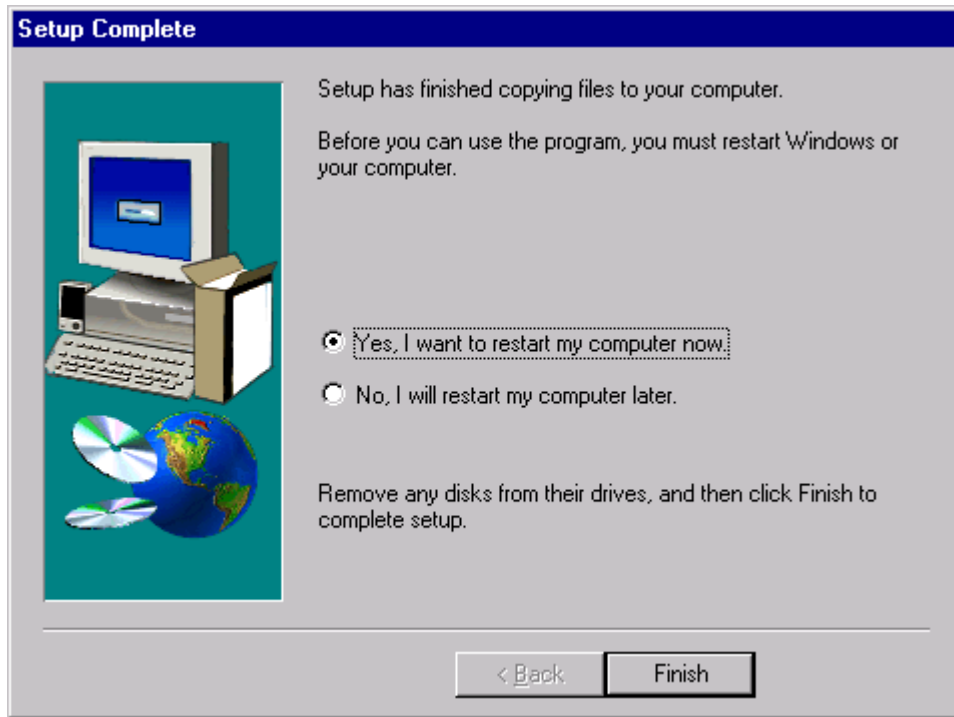 Setup Complete
Setup has finished copying files to your computer.
Before you can use the program, you must restart Windows or
your computer.
Yes, I want to restart my computer now.
No, I will restart my computer later.
Remove any disks from their drives, and then click Finish to
complete setup.
< Back
Finish